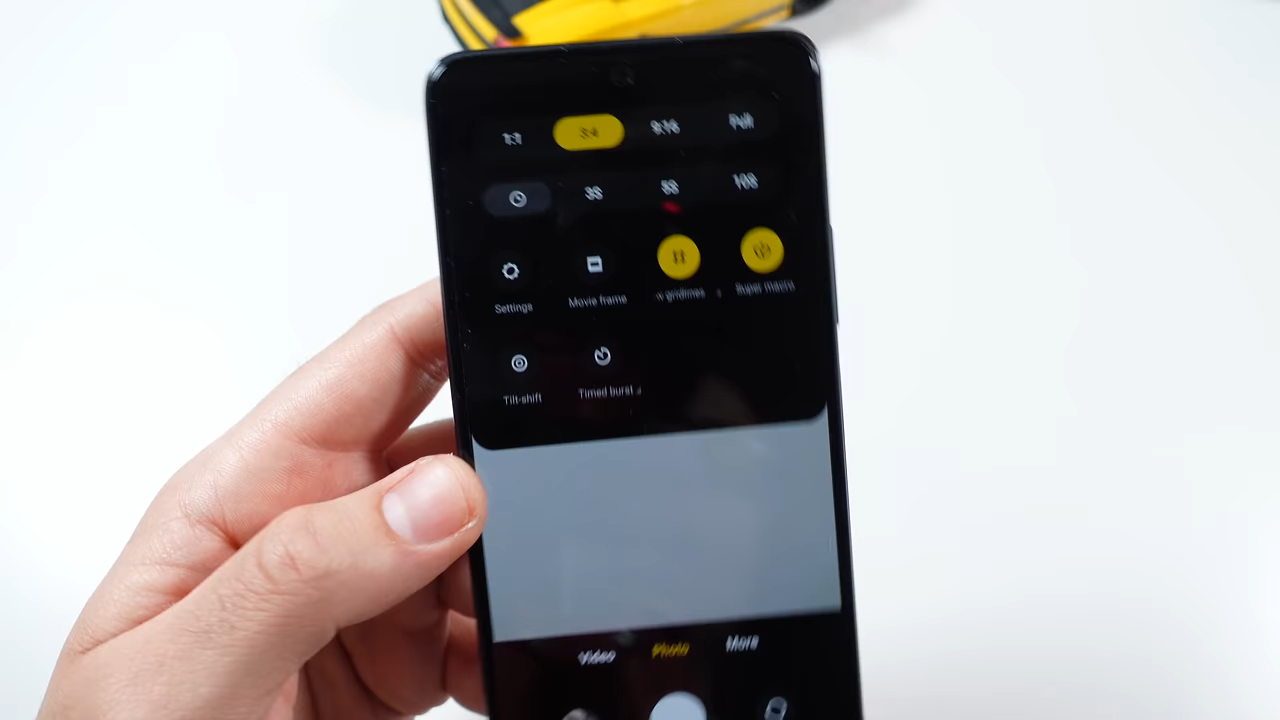 1:1 3:4 9:16 Full
3S 5S 10S
Settings Movie frame gridlines Super macro
Tilt-shift Timed burst
Video Photo More